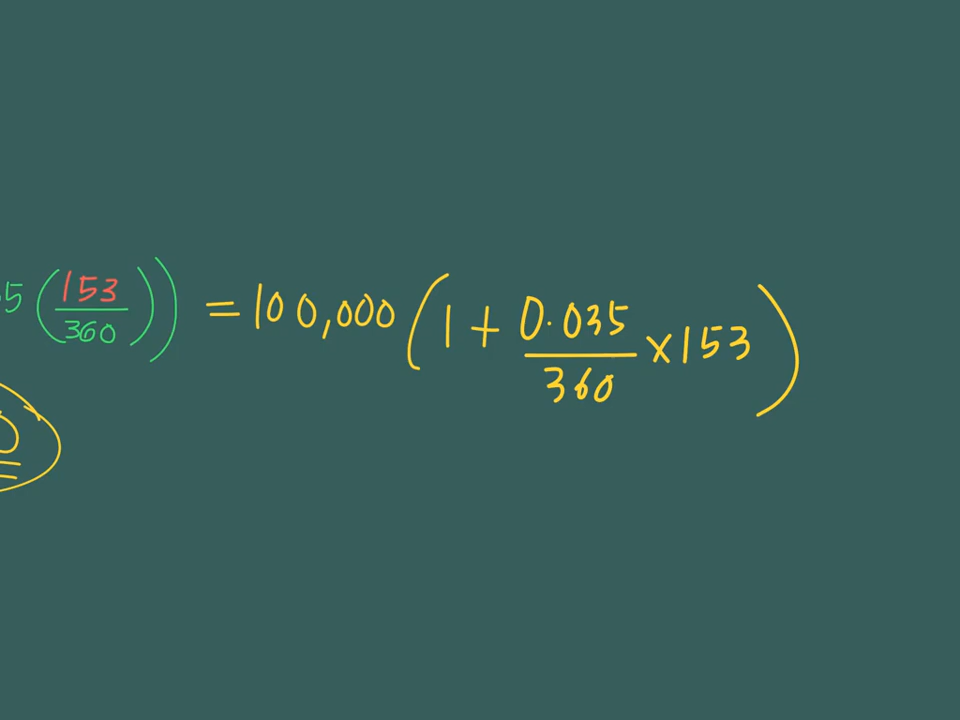 5(153/360)) = 100,000(1 + 0.035/360 × 153)